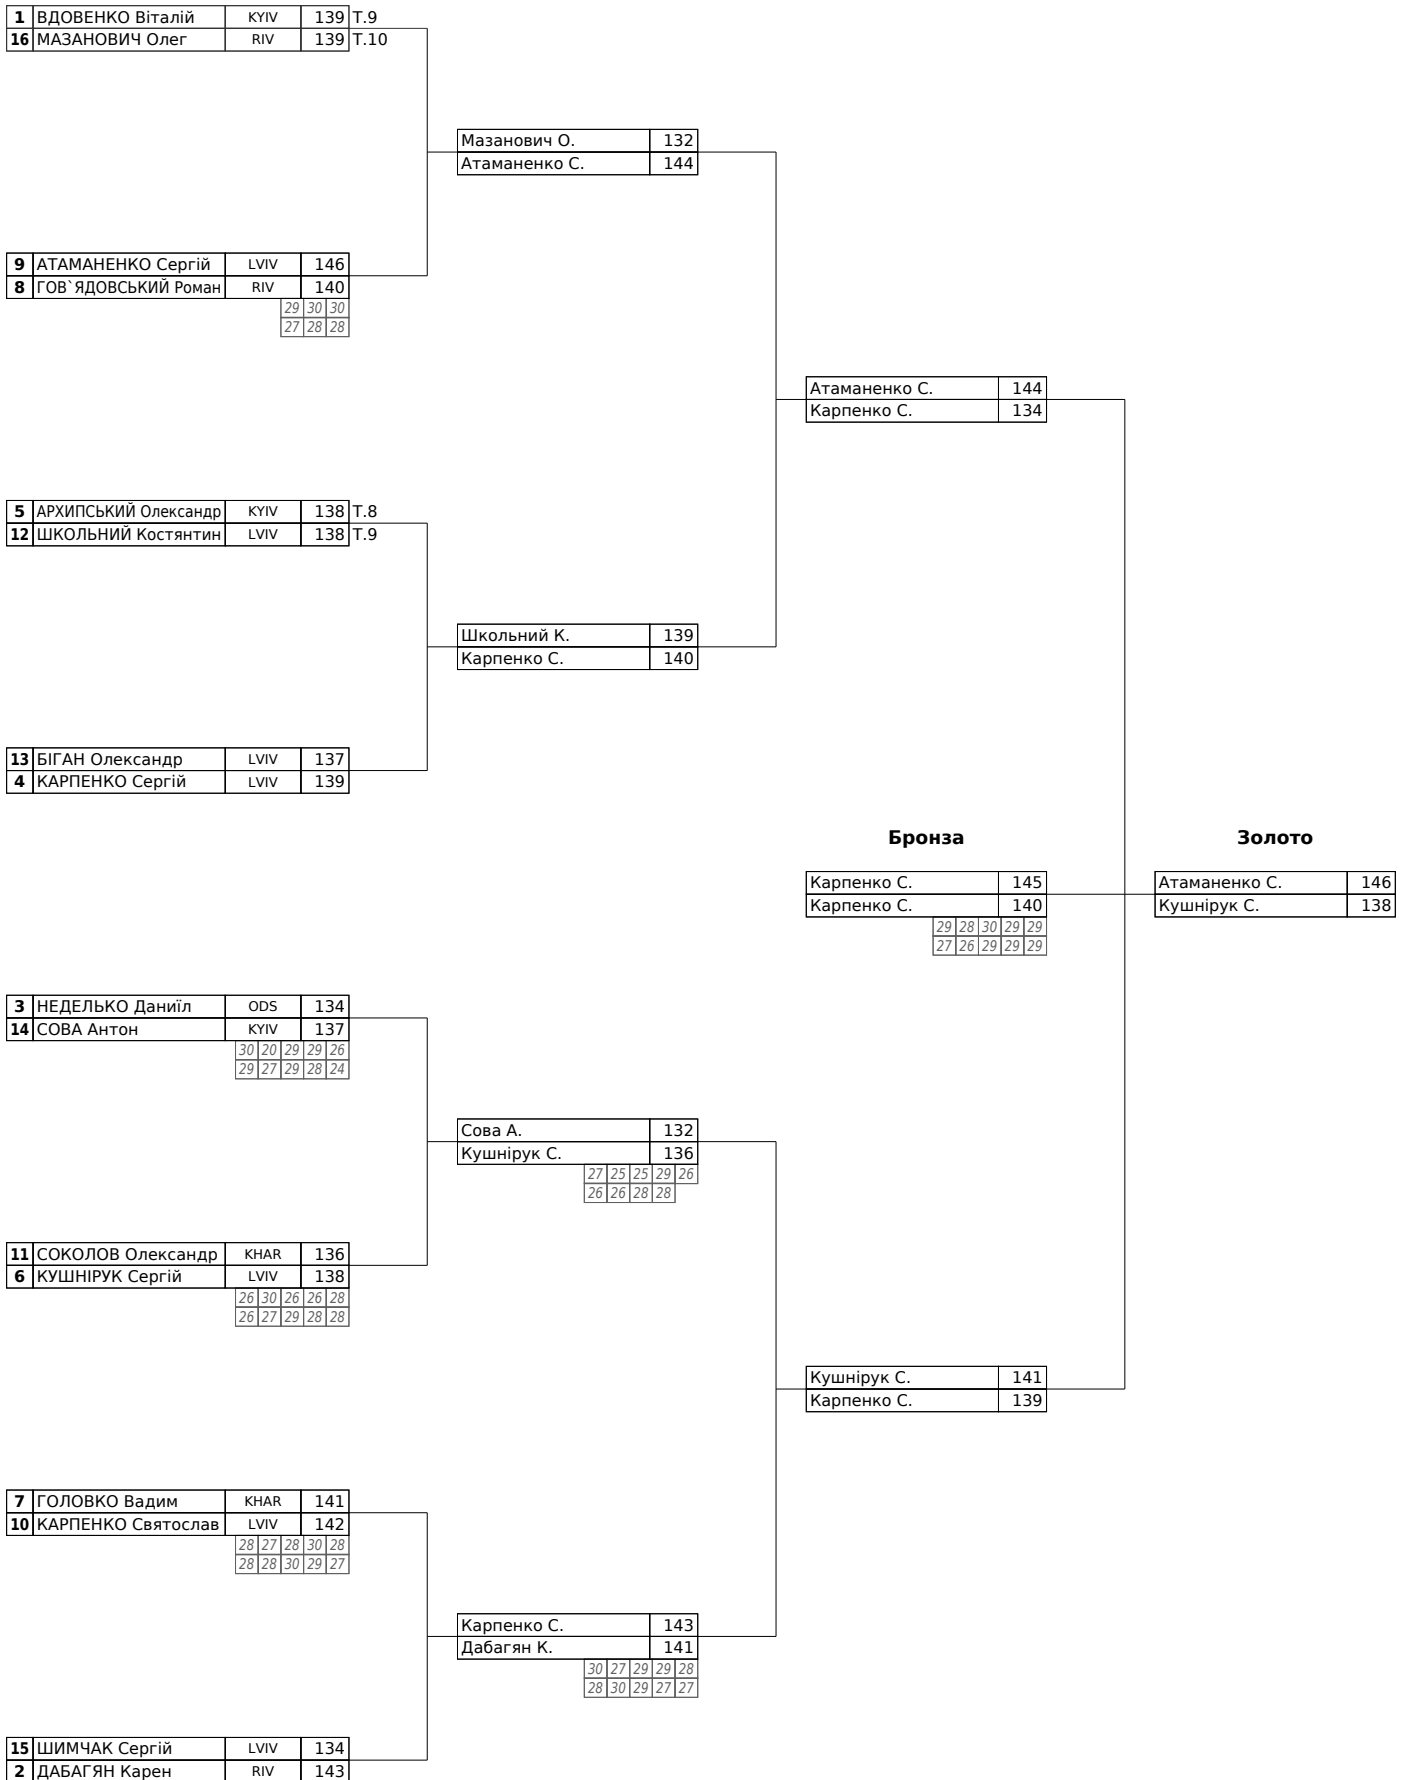 1 ВДОВЕНКО Віталій KYIV 139 T.9
16 МАЗАНОВИЧ Олег RIV 139 T.10
Мазанович О. 132
Атаманенко С. 144
9 АТАМАНЕНКО Сергій LVIV 146
8 ГОВ`ЯДОВСЬКИЙ Роман RIV 140
29 30 30
27 28 28
Атаманенко С. 144
Карпенко С. 134
5 АРХИПСЬКИЙ Олександр KYIV 138 T.8
12 ШКОЛЬНИЙ Костянтин LVIV 138 T.9
Школьний К. 139
Карпенко С. 140
13 БІГАН Олександр LVIV 137
4 КАРПЕНКО Сергій LVIV 139
Бронза Золото
Карпенко С. 145 Атаманенко С. 146
Карпенко С. 140 Кушнірук С. 138
29 28 30 29 29
27 26 29 29 29
3 НЕДЕЛЬКО Даниїл ODS 134
14 СОВА Антон KYIV 137
30 20 29 29 26
29 27 29 28 24
Сова А. 132
Кушнірук С. 136
27 25 25 29 26
26 26 28 28
11 СОКОЛОВ Олександр KHAR 136
6 КУШНІРУК Сергій LVIV 138
26 30 26 26 28
26 27 29 28 28
Кушнірук С. 141
Карпенко С. 139
7 ГОЛОВКО Вадим KHAR 141
10 КАРПЕНКО Святослав LVIV 142
28 27 28 30 28
28 28 30 29 27
Карпенко С. 143
Дабагян К. 141
30 27 29 29 28
28 30 29 27 27
15 ШИМЧАК Сергій LVIV 134
2 ДАБАГЯН Карен RIV 143